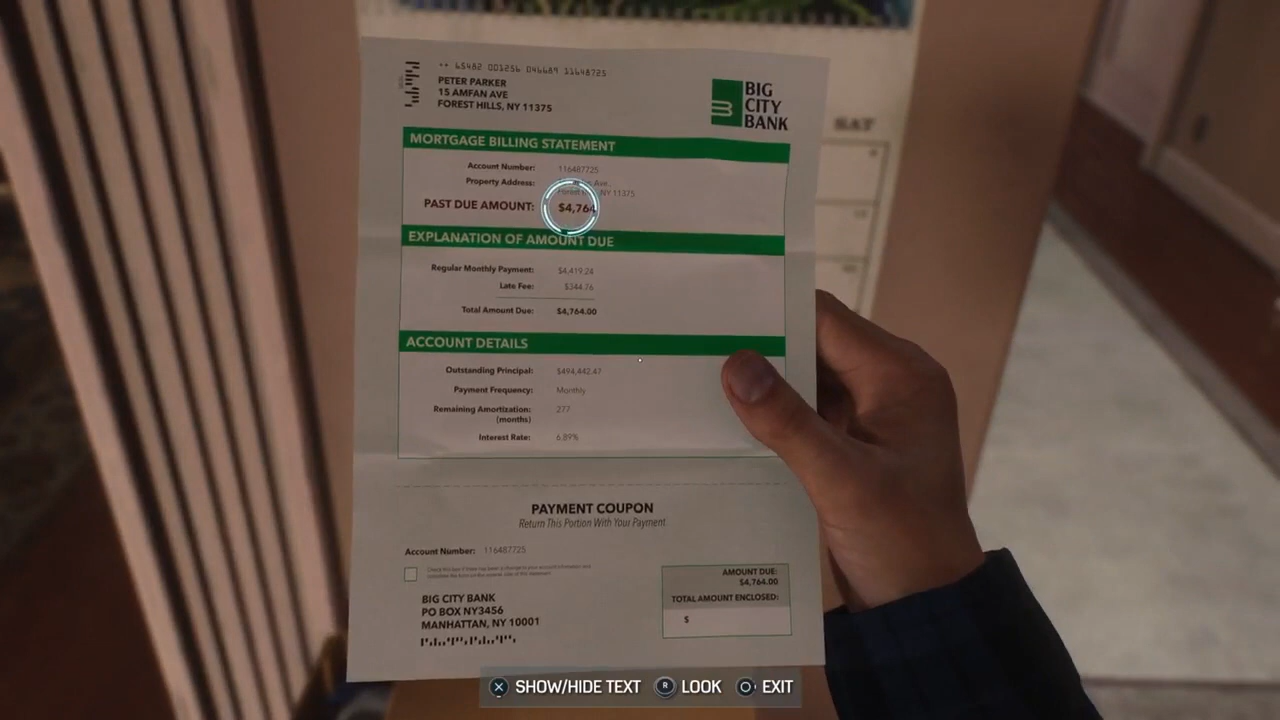 ** 65482 001256 046689 11648725
PETER PARKER
15 AMFAN AVE
FOREST HILLS, NY 11375
BIG
CITY
BANK
SAT
MORTGAGE BILLING STATEMENT
Account Number: 116487725
Property Address: Ave.
NY 11375
PAST DUE AMOUNT: $4,764
EXPLANATION OF AMOUNT DUE
Regular Monthly Payment: $4,419.24
Late Fee: $344.76
Total Amount Due: $4,764.00
ACCOUNT DETAILS
Outstanding Principal: $494,442.47
Payment Frequency: Monthly
Remaining Amortization: 277
(months)
Interest Rate: 6.89%
PAYMENT COUPON
Return This Portion With Your Payment
Account Number: 116487725
BIG CITY BANK
PO BOX NY3456
MANHATTAN, NY 10001
AMOUNT DUE:
$4,764.00
TOTAL AMOUNT ENCLOSED:
$
SHOW/HIDE TEXT R LOOK EXIT